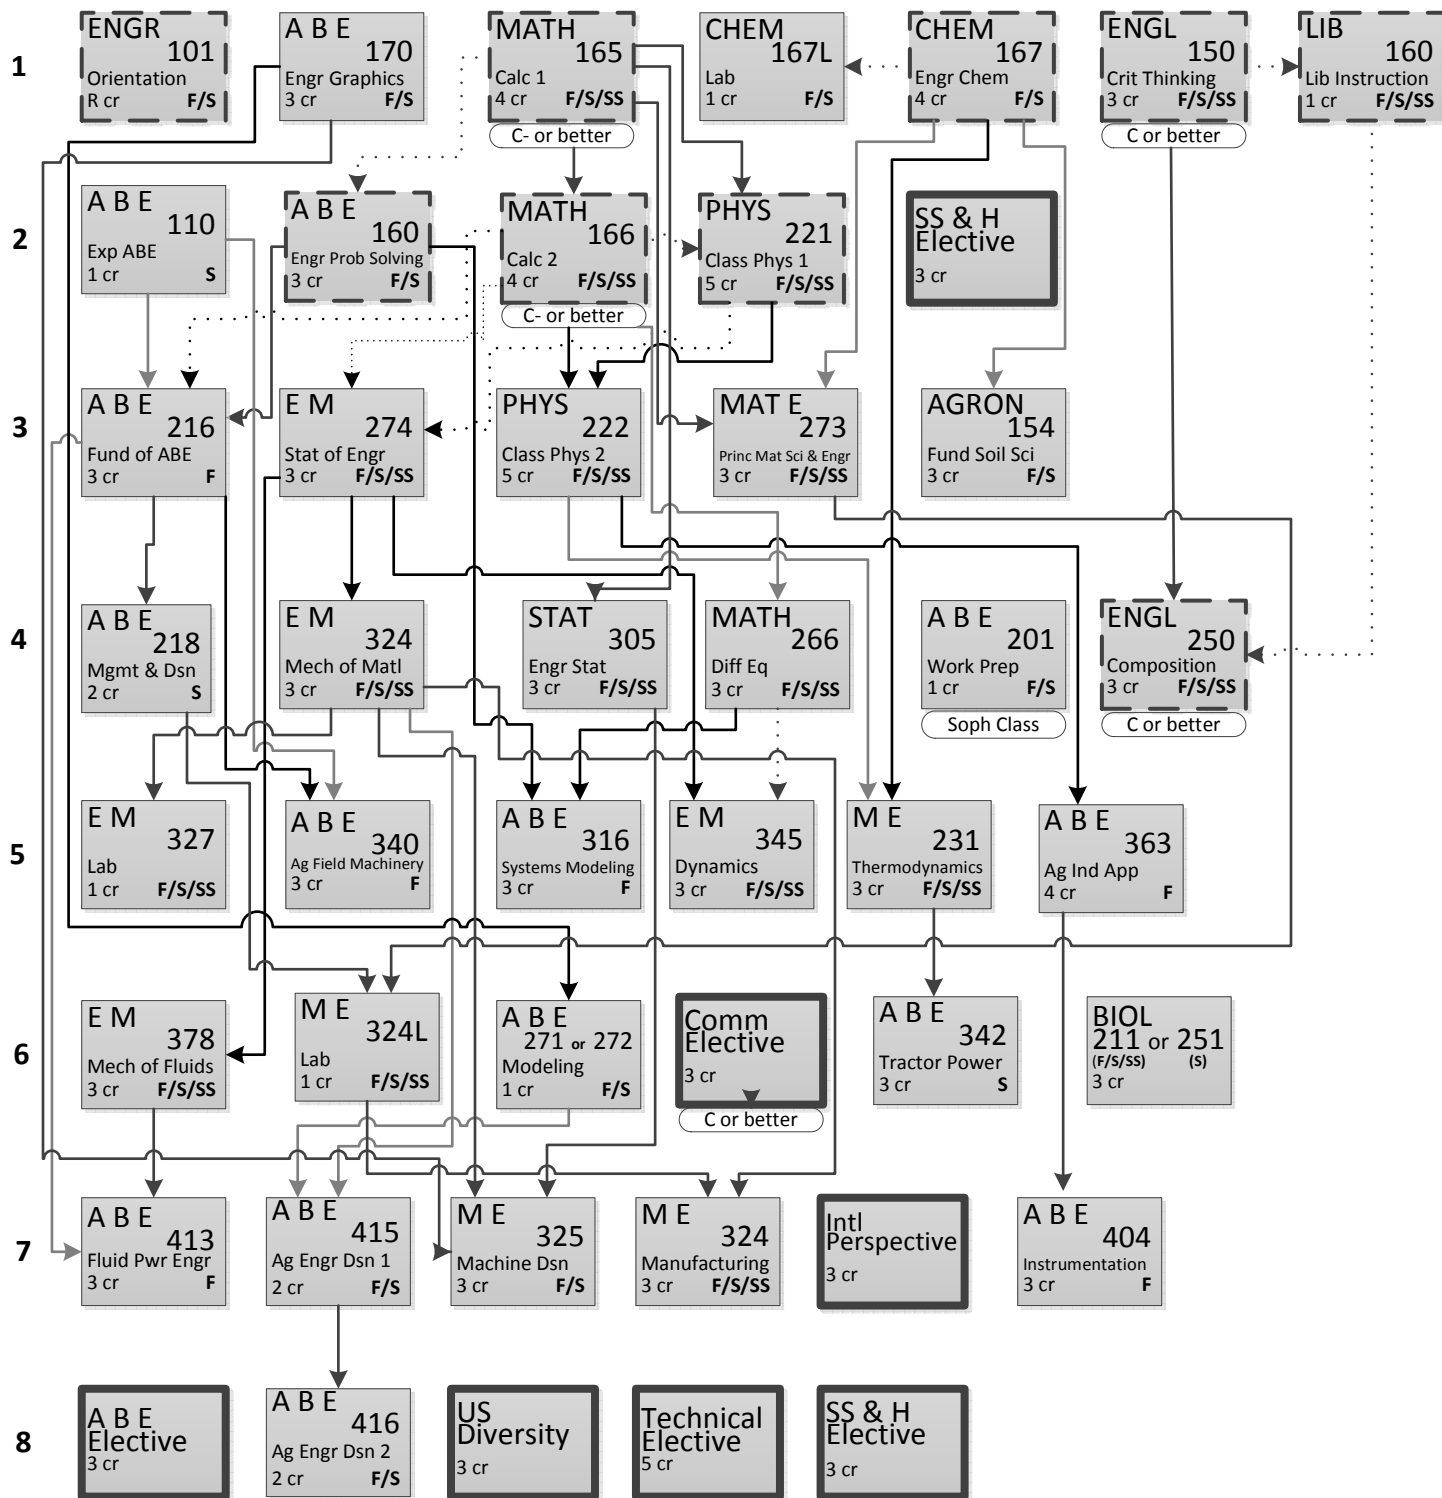 1
ENGR
101
Orientation
R cr F/S
A B E
170
Engr Graphics
3 cr F/S
MATH
165
Calc 1
4 cr F/S/SS
C- or better
CHEM
167L
Lab
1 cr F/S
CHEM
167
Engr Chem
4 cr F/S
ENGL
150
Crit Thinking
3 cr F/S/SS
C or better
LIB
160
Lib Instruction
1 cr F/S/SS
2
A B E
110
Exp ABE
1 cr S
A B E
160
Engr Prob Solving
3 cr F/S
MATH
166
Calc 2
4 cr F/S/SS
C- or better
PHYS
221
Class Phys 1
5 cr F/S/SS
SS & H
Elective
3 cr
3
A B E
216
Fund of ABE
3 cr F
E M
274
Stat of Engr
3 cr F/S/SS
PHYS
222
Class Phys 2
5 cr F/S/SS
MAT E
273
Princ Mat Sci & Engr
3 cr F/S/SS
AGRON
154
Fund Soil Sci
3 cr F/S
4
A B E
218
Mgmt & Dsn
2 cr S
E M
324
Mech of Matl
3 cr F/S/SS
STAT
305
Engr Stat
3 cr F/S/SS
MATH
266
Diff Eq
3 cr F/S/SS
A B E
201
Work Prep
1 cr F/S
Soph Class
ENGL
250
Composition
3 cr F/S/SS
C or better
5
E M
327
Lab
1 cr F/S/SS
A B E
340
Ag Field Machinery
3 cr F
A B E
316
Systems Modeling
3 cr F
E M
345
Dynamics
3 cr F/S/SS
M E
231
Thermodynamics
3 cr F/S/SS
A B E
363
Ag Ind App
4 cr F
6
E M
378
Mech of Fluids
3 cr F/S/SS
M E
324L
Lab
1 cr F/S/SS
A B E
271 or 272
Modeling
1 cr F/S
Comm
Elective
3 cr
C or better
A B E
342
Tractor Power
3 cr S
BIOL
211 or 251
(F/S/SS) (S)
3 cr
7
A B E
413
Fluid Pwr Engr
3 cr F
A B E
415
Ag Engr Dsn 1
2 cr F/S
M E
325
Machine Dsn
3 cr F/S
M E
324
Manufacturing
3 cr F/S/SS
Intl
Perspective
3 cr
A B E
404
Instrumentation
3 cr F
8
A B E
Elective
3 cr
A B E
416
Ag Engr Dsn 2
2 cr F/S
US
Diversity
3 cr
Technical
Elective
5 cr
SS & H
Elective
3 cr